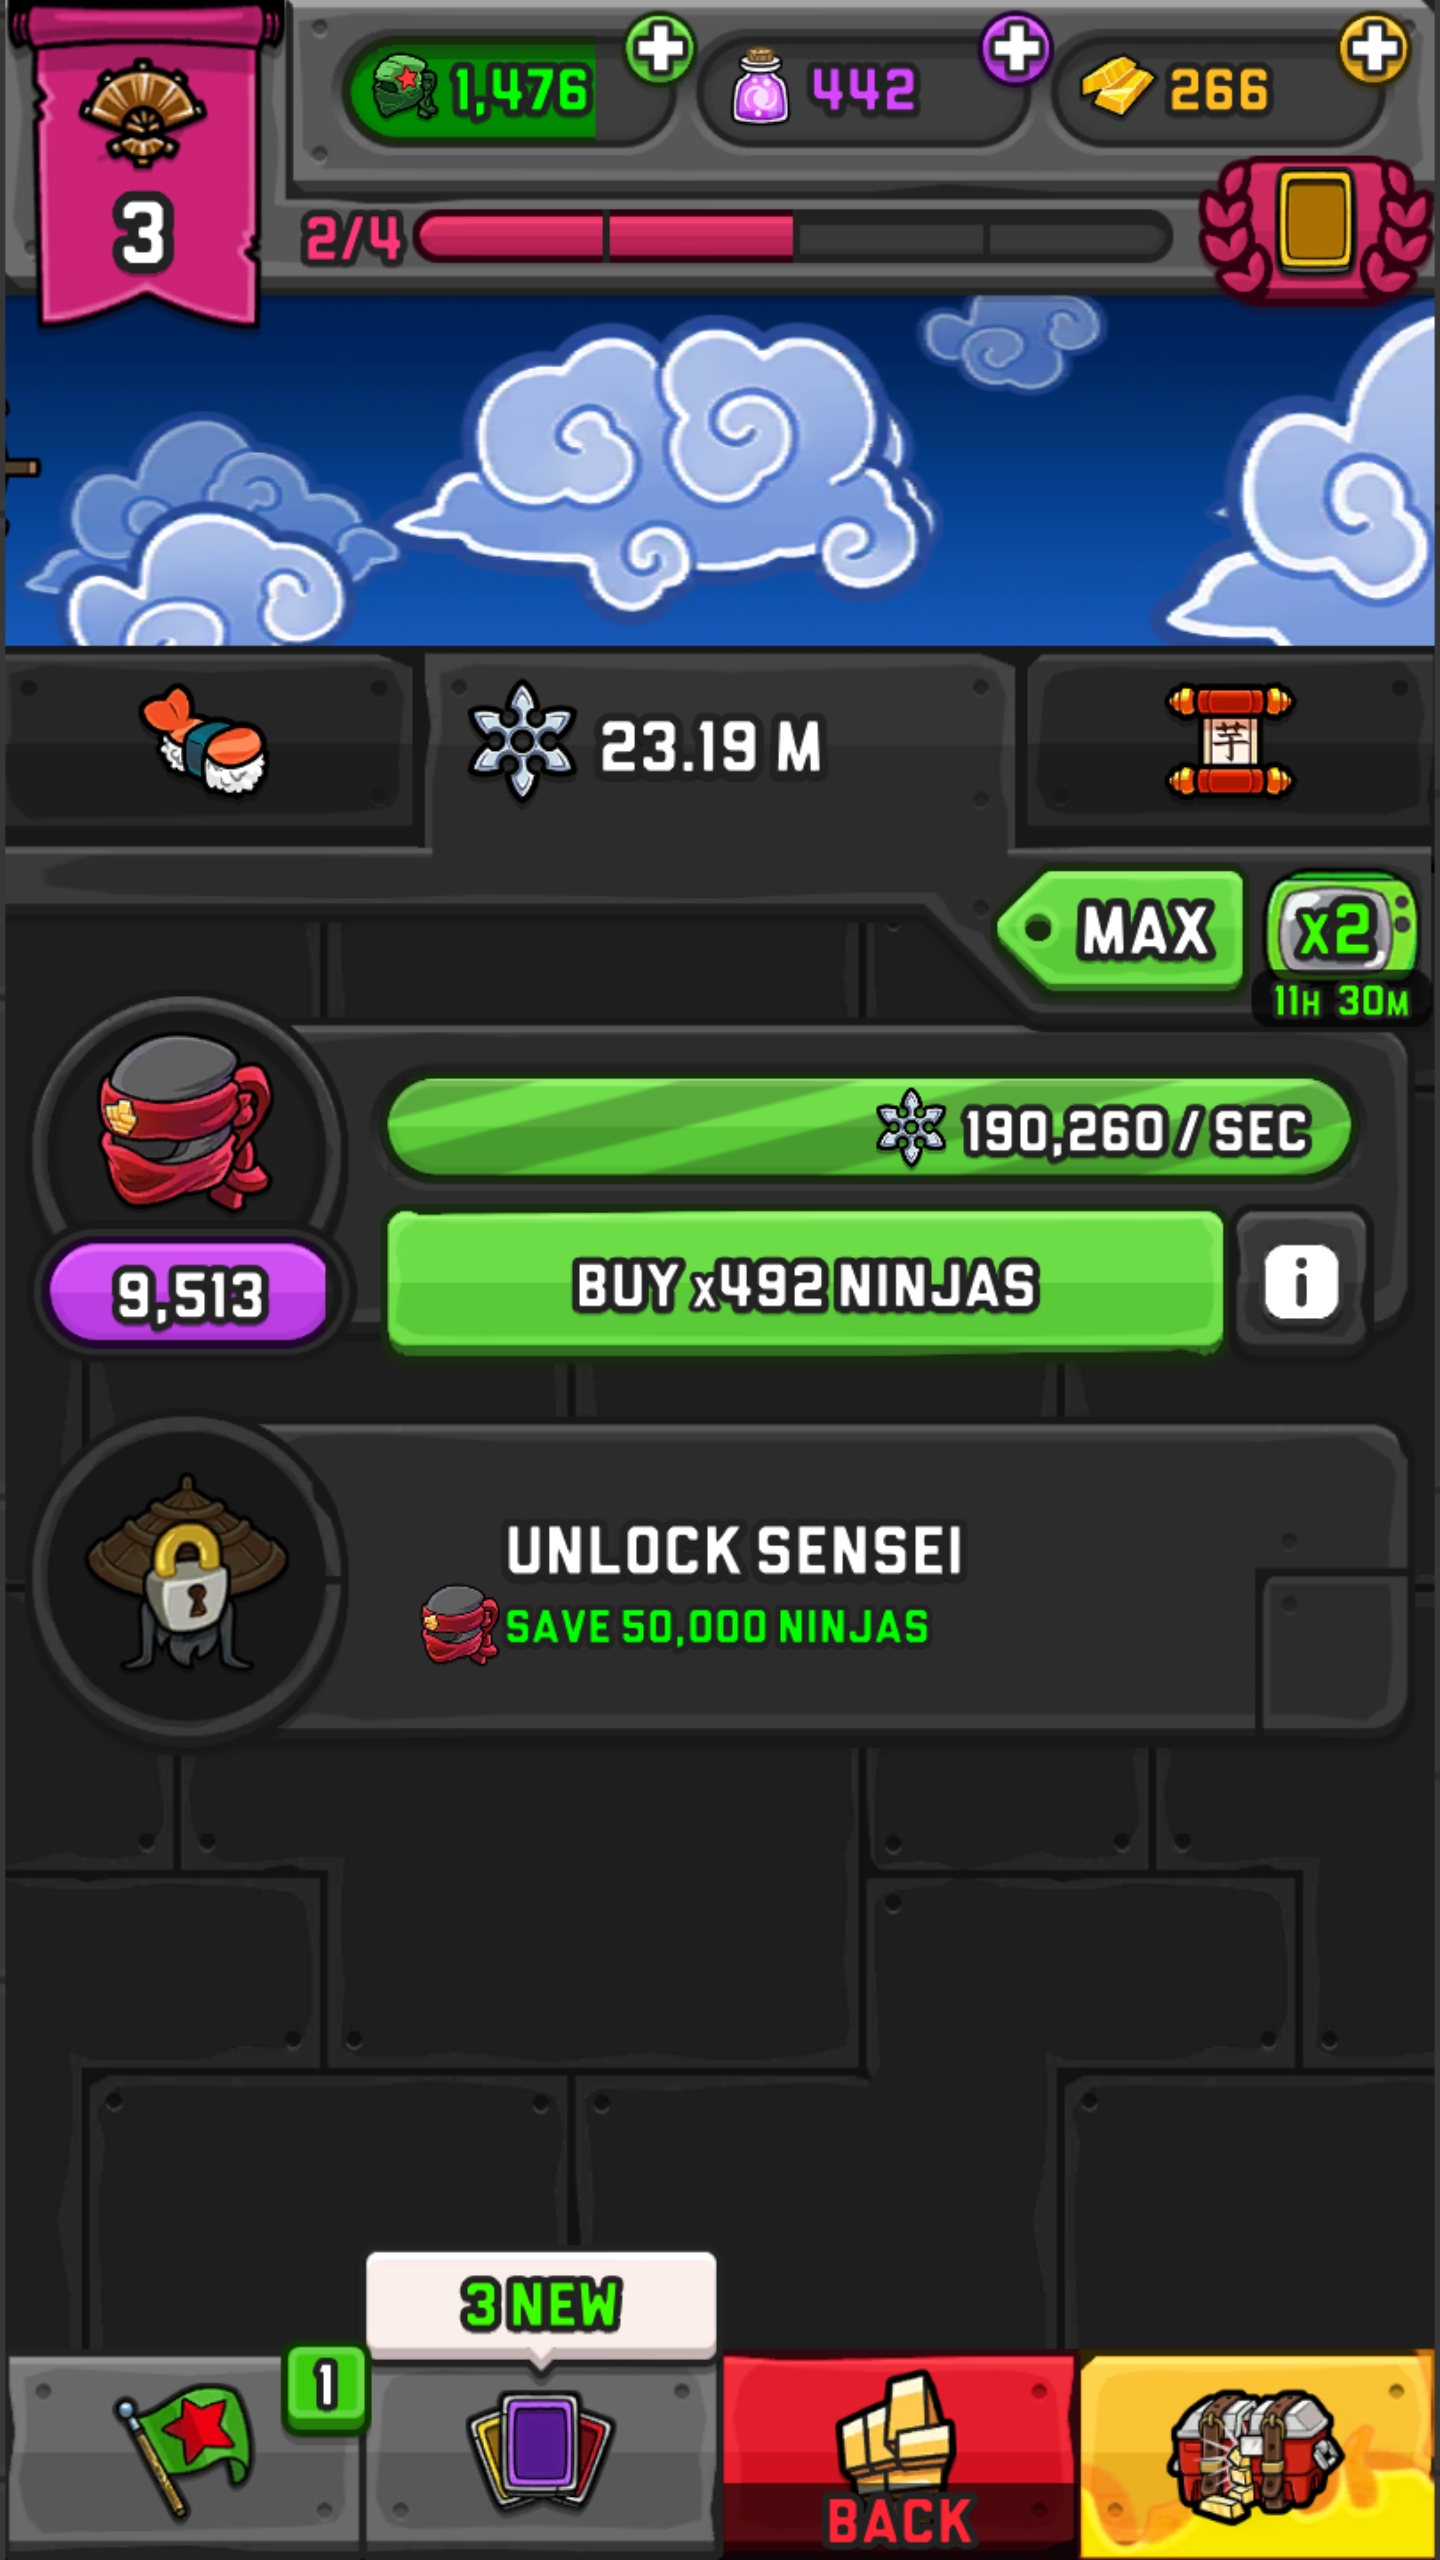 1,476
442
266
3
2/4
23.19 M
芋
MAX
x2
11H 30M
190,260 / SEC
9,513
BUY x492 NINJAS
i
UNLOCK SENSEI
SAVE 50,000 NINJAS
3 NEW
1
BACK